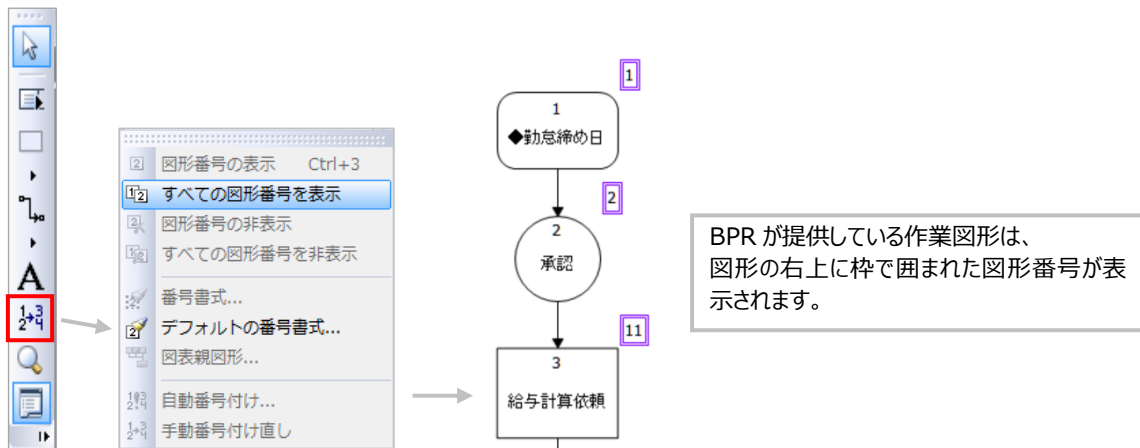 A
図形番号の表示 Ctrl+3
すべての図形番号を表示
図形番号の非表示
すべての図形番号を非表示
番号書式...
デフォルトの番号書式...
図表親図形...
自動番号付け...
手動番号付け直し
1
1
◆勤怠締め日
2
2
承認
11
3
給与計算依頼
BPR が提供している作業図形は、
図形の右上に枠で囲まれた図形番号が表
示されます。